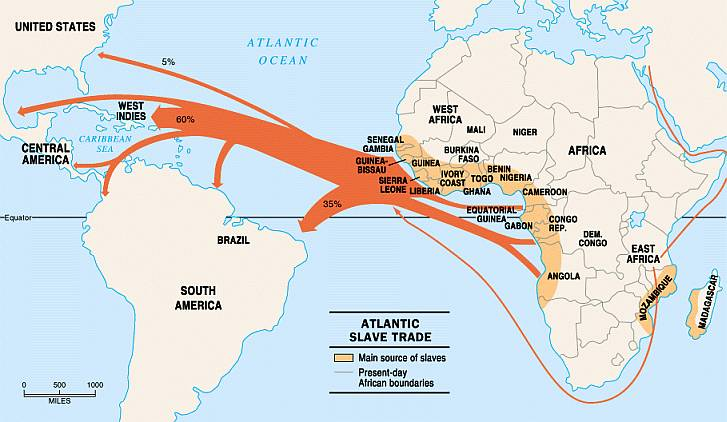 UNITED STATES
ATLANTIC
OCEAN
5%
WEST
INDIES
60%
CENTRAL
AMERICA
CARIBBEAN
SEA
WEST
AFRICA
MALI
NIGER
AFRICA
SENEGAL
GAMBIA
GUINEA-
BISSAU
GUINEA
SIERRA
LEONE
LIBERIA
IVORY
COAST
BURKINA
FASO
TOGO
GHANA
BENIN
NIGERIA
CAMEROON
EQUATORIAL
GUINEA
GABON
CONGO
REP.
DEM.
CONGO
EAST
AFRICA
ANGOLA
MOZAMBIQUE
MADAGASCAR
35%
Equator
BRAZIL
SOUTH
AMERICA
ATLANTIC
SLAVE TRADE
Main source of slaves
Present-day
African boundaries
0 500 1000
MILES